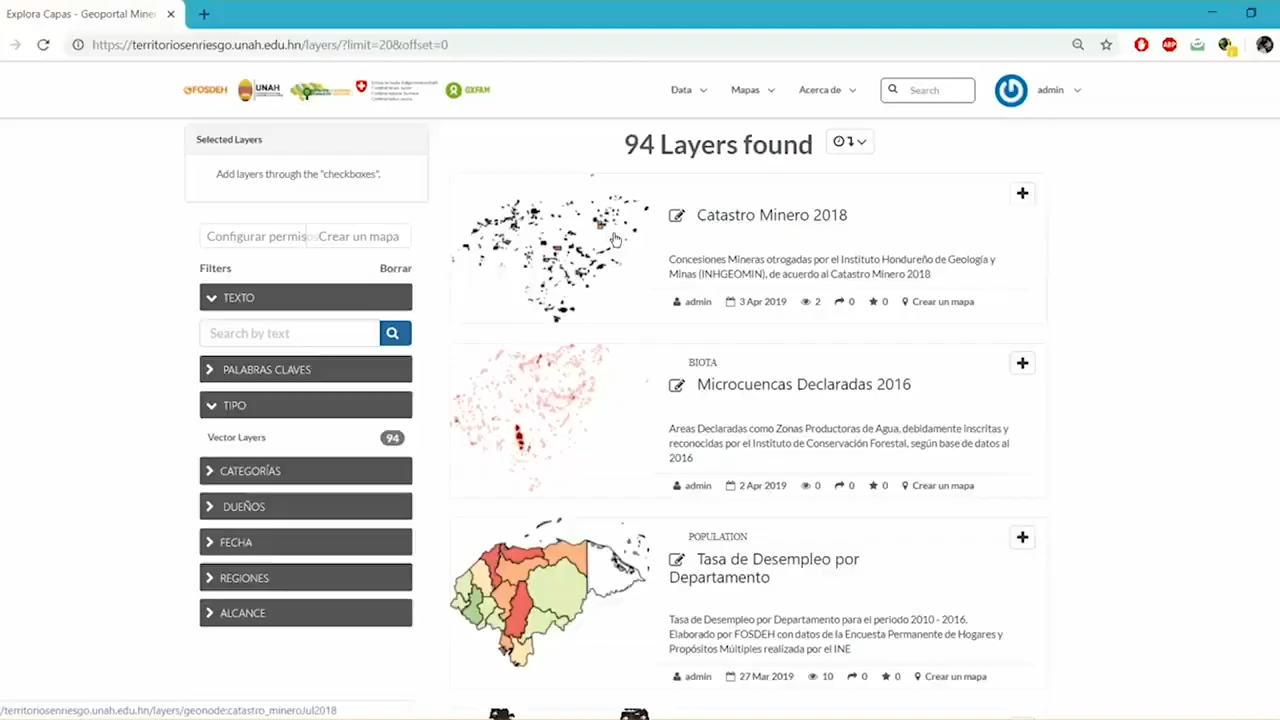 Explora Capas - Geoportal Mine
https://territoriosenriesgo.unah.edu.hn/layers/?limit=20&offset=0
FOSDEH
UNAH
OXFAM
Data
Mapas
Acerca de
Search
admin
Selected Layers
Add layers through the "checkboxes".
Configurar permisos
Crear un mapa
Filters
Borrar
TEXTO
Search by text
PALABRAS CLAVES
TIPO
Vector Layers
94
CATEGORÍAS
DUEÑOS
FECHA
REGIONES
ALCANCE
94 Layers found
Catastro Minero 2018
Concesiones Mineras otrogadas por el Instituto Hondureño de Geología y
Minas (INHGEOMIN), de acuerdo al Catastro Minero 2018
admin 3 Apr 2019 2 0 0 Crear un mapa
BIOTA
Microcuencas Declaradas 2016
Areas Declaradas como Zonas Productoras de Agua, debidamente inscritas y
reconocidas por el Instituto de Conservación Forestal, según base de datos al
2016
admin 2 Apr 2019 0 0 0 Crear un mapa
POPULATION
Tasa de Desempleo por
Departamento
Tasa de Desempleo por Departamento para el periodo 2010 - 2016.
Elaborado por FOSDEH con datos de la Encuesta Permanente de Hogares y
Propósitos Múltiples realizada por el INE
admin 27 Mar 2019 10 0 0 Crear un mapa
/territoriosenriesgo.unah.edu.hn/layers/geonode:catastro_minerojul2018